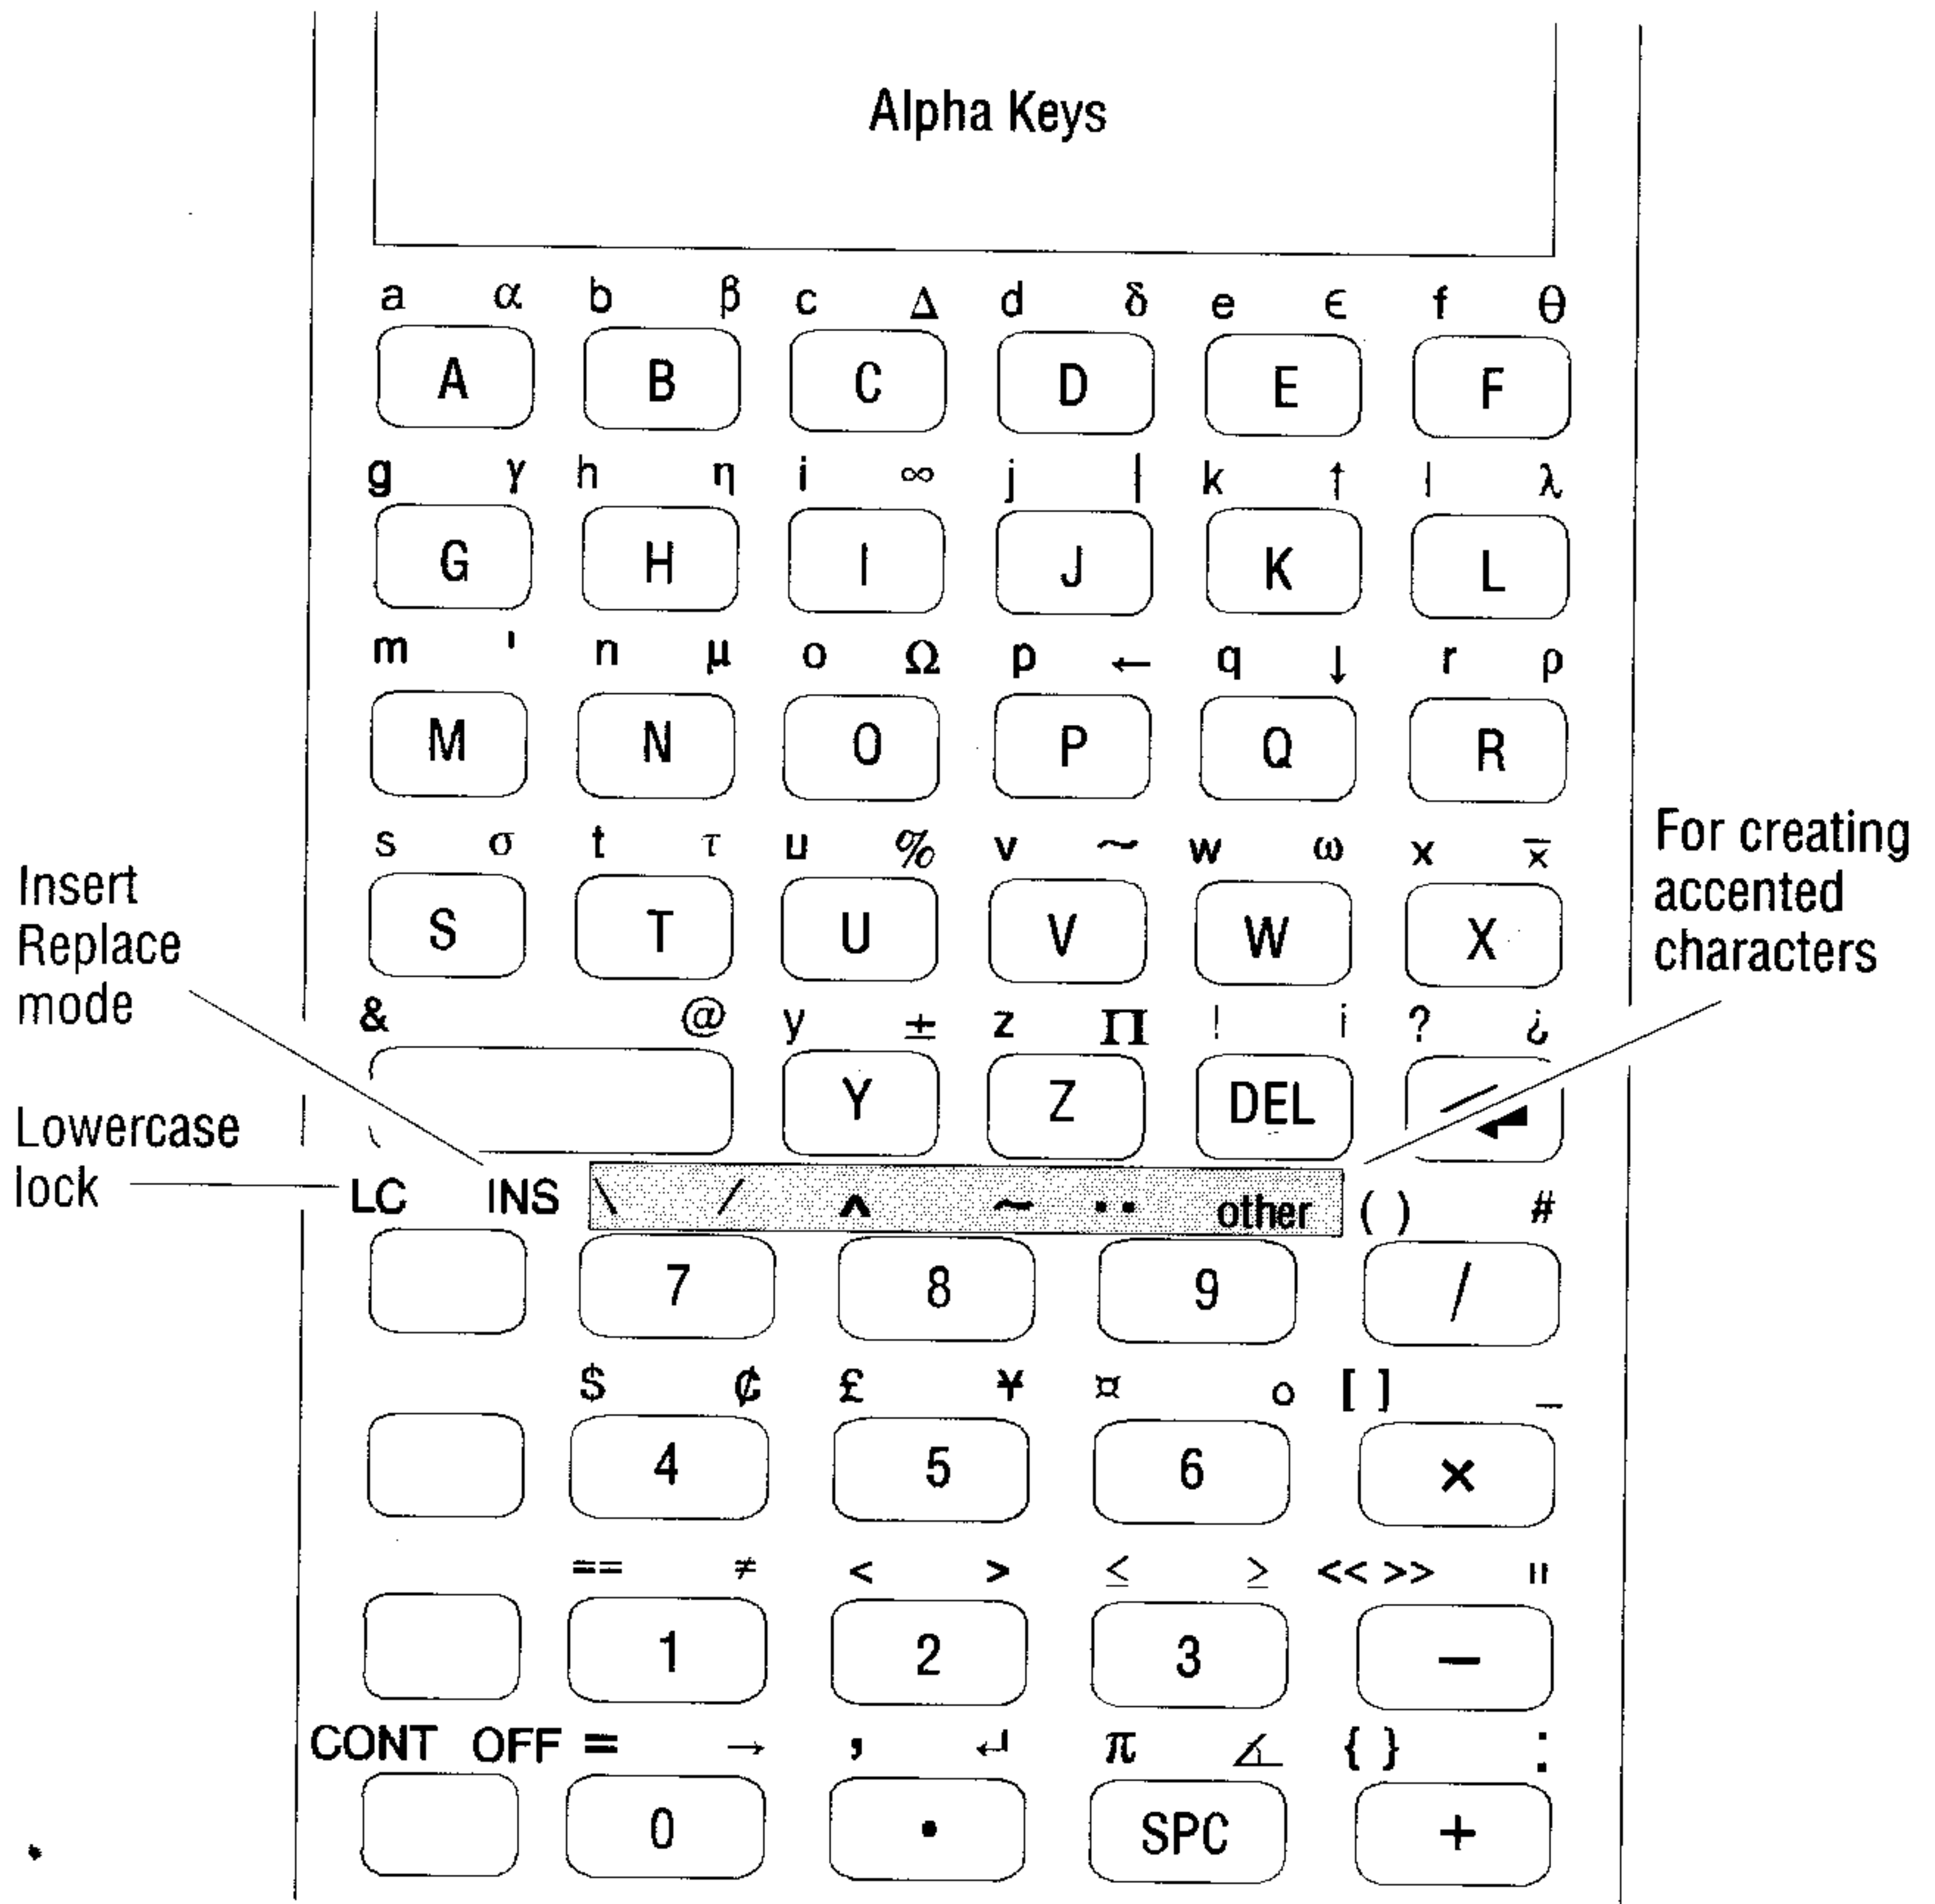 Alpha Keys
a α b β c Δ d δ e ϵ f θ
A B C D E F
g γ h η i ∞ j | k ↑ l λ
G H I J K L
m ' n μ o Ω p ← q ↓ r ρ
M N O P Q R
s σ t τ u % v ~ w ω x x̄
S T U V W X
& @ y ± z Π ! ¡ ? ¿
Y Z DEL ↵
LC INS \ / ^ ~ ¨ other ( ) #
7 8 9 /
$ ¢ £ ¥ ¤ ° [ ] _
4 5 6 ×
== ≠ < > ≤ ≥ << >> "
1 2 3 −
CONT OFF = → , ↵ π ∡ { } :
0 • SPC +
Insert
Replace
mode
Lowercase
lock
For creating
accented
characters